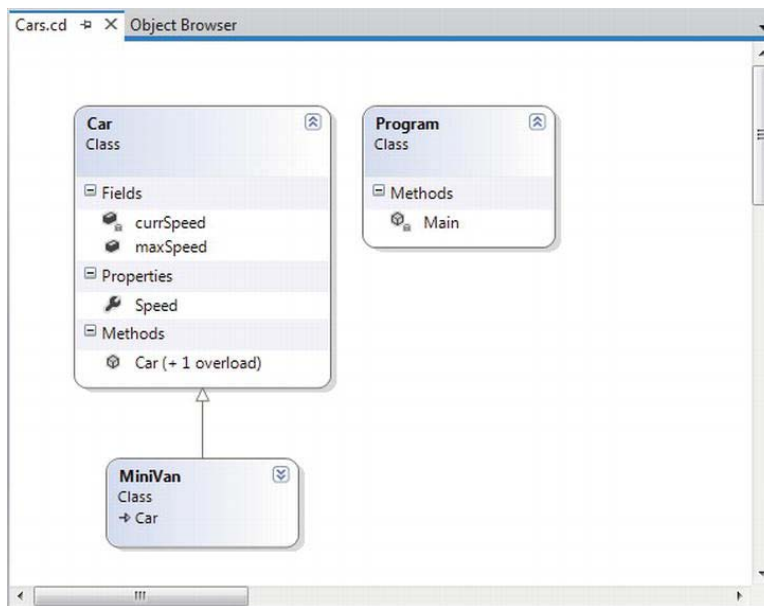 Cars.cd Object Browser
Car
Class
Fields
currSpeed
maxSpeed
Properties
Speed
Methods
Car (+ 1 overload)
Program
Class
Methods
Main
MiniVan
Class
Car